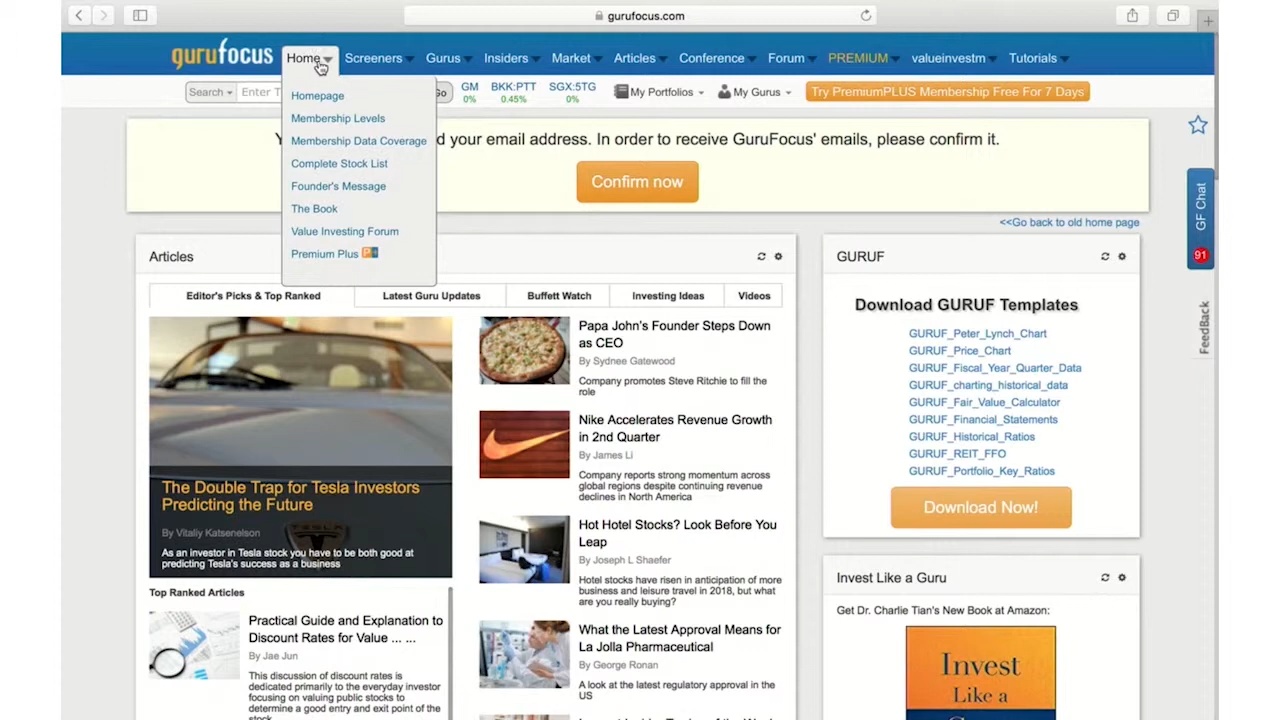 gurufocus.com
gurufocus
Home
Screeners
Gurus
Insiders
Market
Articles
Conference
Forum
PREMIUM
valueinvestm
Tutorials
Search
Enter T
Go
GM
0%
BKK:PTT
0.45%
SGX:5TG
0%
My Portfolios
My Gurus
Try PremiumPLUS Membership Free For 7 Days
Homepage
Membership Levels
Membership Data Coverage
Complete Stock List
Founder's Message
The Book
Value Investing Forum
Premium Plus
d your email address. In order to receive GuruFocus' emails, please confirm it.
Confirm now
<<Go back to old home page
GF Chat
91
FeedBack
Articles
Editor's Picks & Top Ranked
Latest Guru Updates
Buffett Watch
Investing Ideas
Videos
The Double Trap for Tesla Investors
Predicting the Future
By Vitaliy Katsenelson
As an investor in Tesla stock you have to be both good at
predicting Tesla's success as a business
Top Ranked Articles
Practical Guide and Explanation to
Discount Rates for Value ... ...
By Jae Jun
This discussion of discount rates is
dedicated primarily to the everyday investor
focusing on valuing public stocks to
determine a good entry and exit point of the
stock
Papa John's Founder Steps Down
as CEO
By Sydnee Gatewood
Company promotes Steve Ritchie to fill the
role
Nike Accelerates Revenue Growth
in 2nd Quarter
By James Li
Company reports strong momentum across
global regions despite continuing revenue
declines in North America
Hot Hotel Stocks? Look Before You
Leap
By Joseph L Shaefer
Hotel stocks have risen in anticipation of more
business and leisure travel in 2018, but what
are you really buying?
What the Latest Approval Means for
La Jolla Pharmaceutical
By George Ronan
A look at the latest regulatory approval in the
US
GURUF
Download GURUF Templates
GURUF_Peter_Lynch_Chart
GURUF_Price_Chart
GURUF_Fiscal_Year_Quarter_Data
GURUF_charting_historical_data
GURUF_Fair_Value_Calculator
GURUF_Financial_Statements
GURUF_Historical_Ratios
GURUF_REIT_FFO
GURUF_Portfolio_Key_Ratios
Download Now!
Invest Like a Guru
Get Dr. Charlie Tian's New Book at Amazon:
Invest
Like a